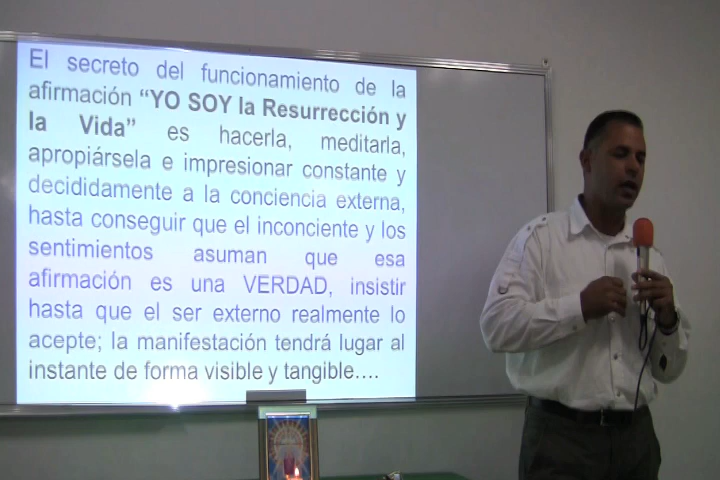 El secreto del funcionamiento de la
afirmación “YO SOY la Resurrección y
la Vida” es hacerla, meditarla,
apropiársela e impresionar constante y
decididamente a la conciencia externa,
hasta conseguir que el inconciente y los
sentimientos asuman que esa
afirmación es una VERDAD, insistir
hasta que el ser externo realmente lo
acepte; la manifestación tendrá lugar al
instante de forma visible y tangible....